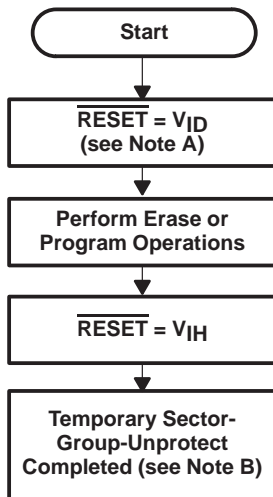 Start
RESET = VID
(see Note A)
Perform Erase or
Program Operations
RESET = VIH
Temporary Sector-
Group-Unprotect
Completed (see Note B)